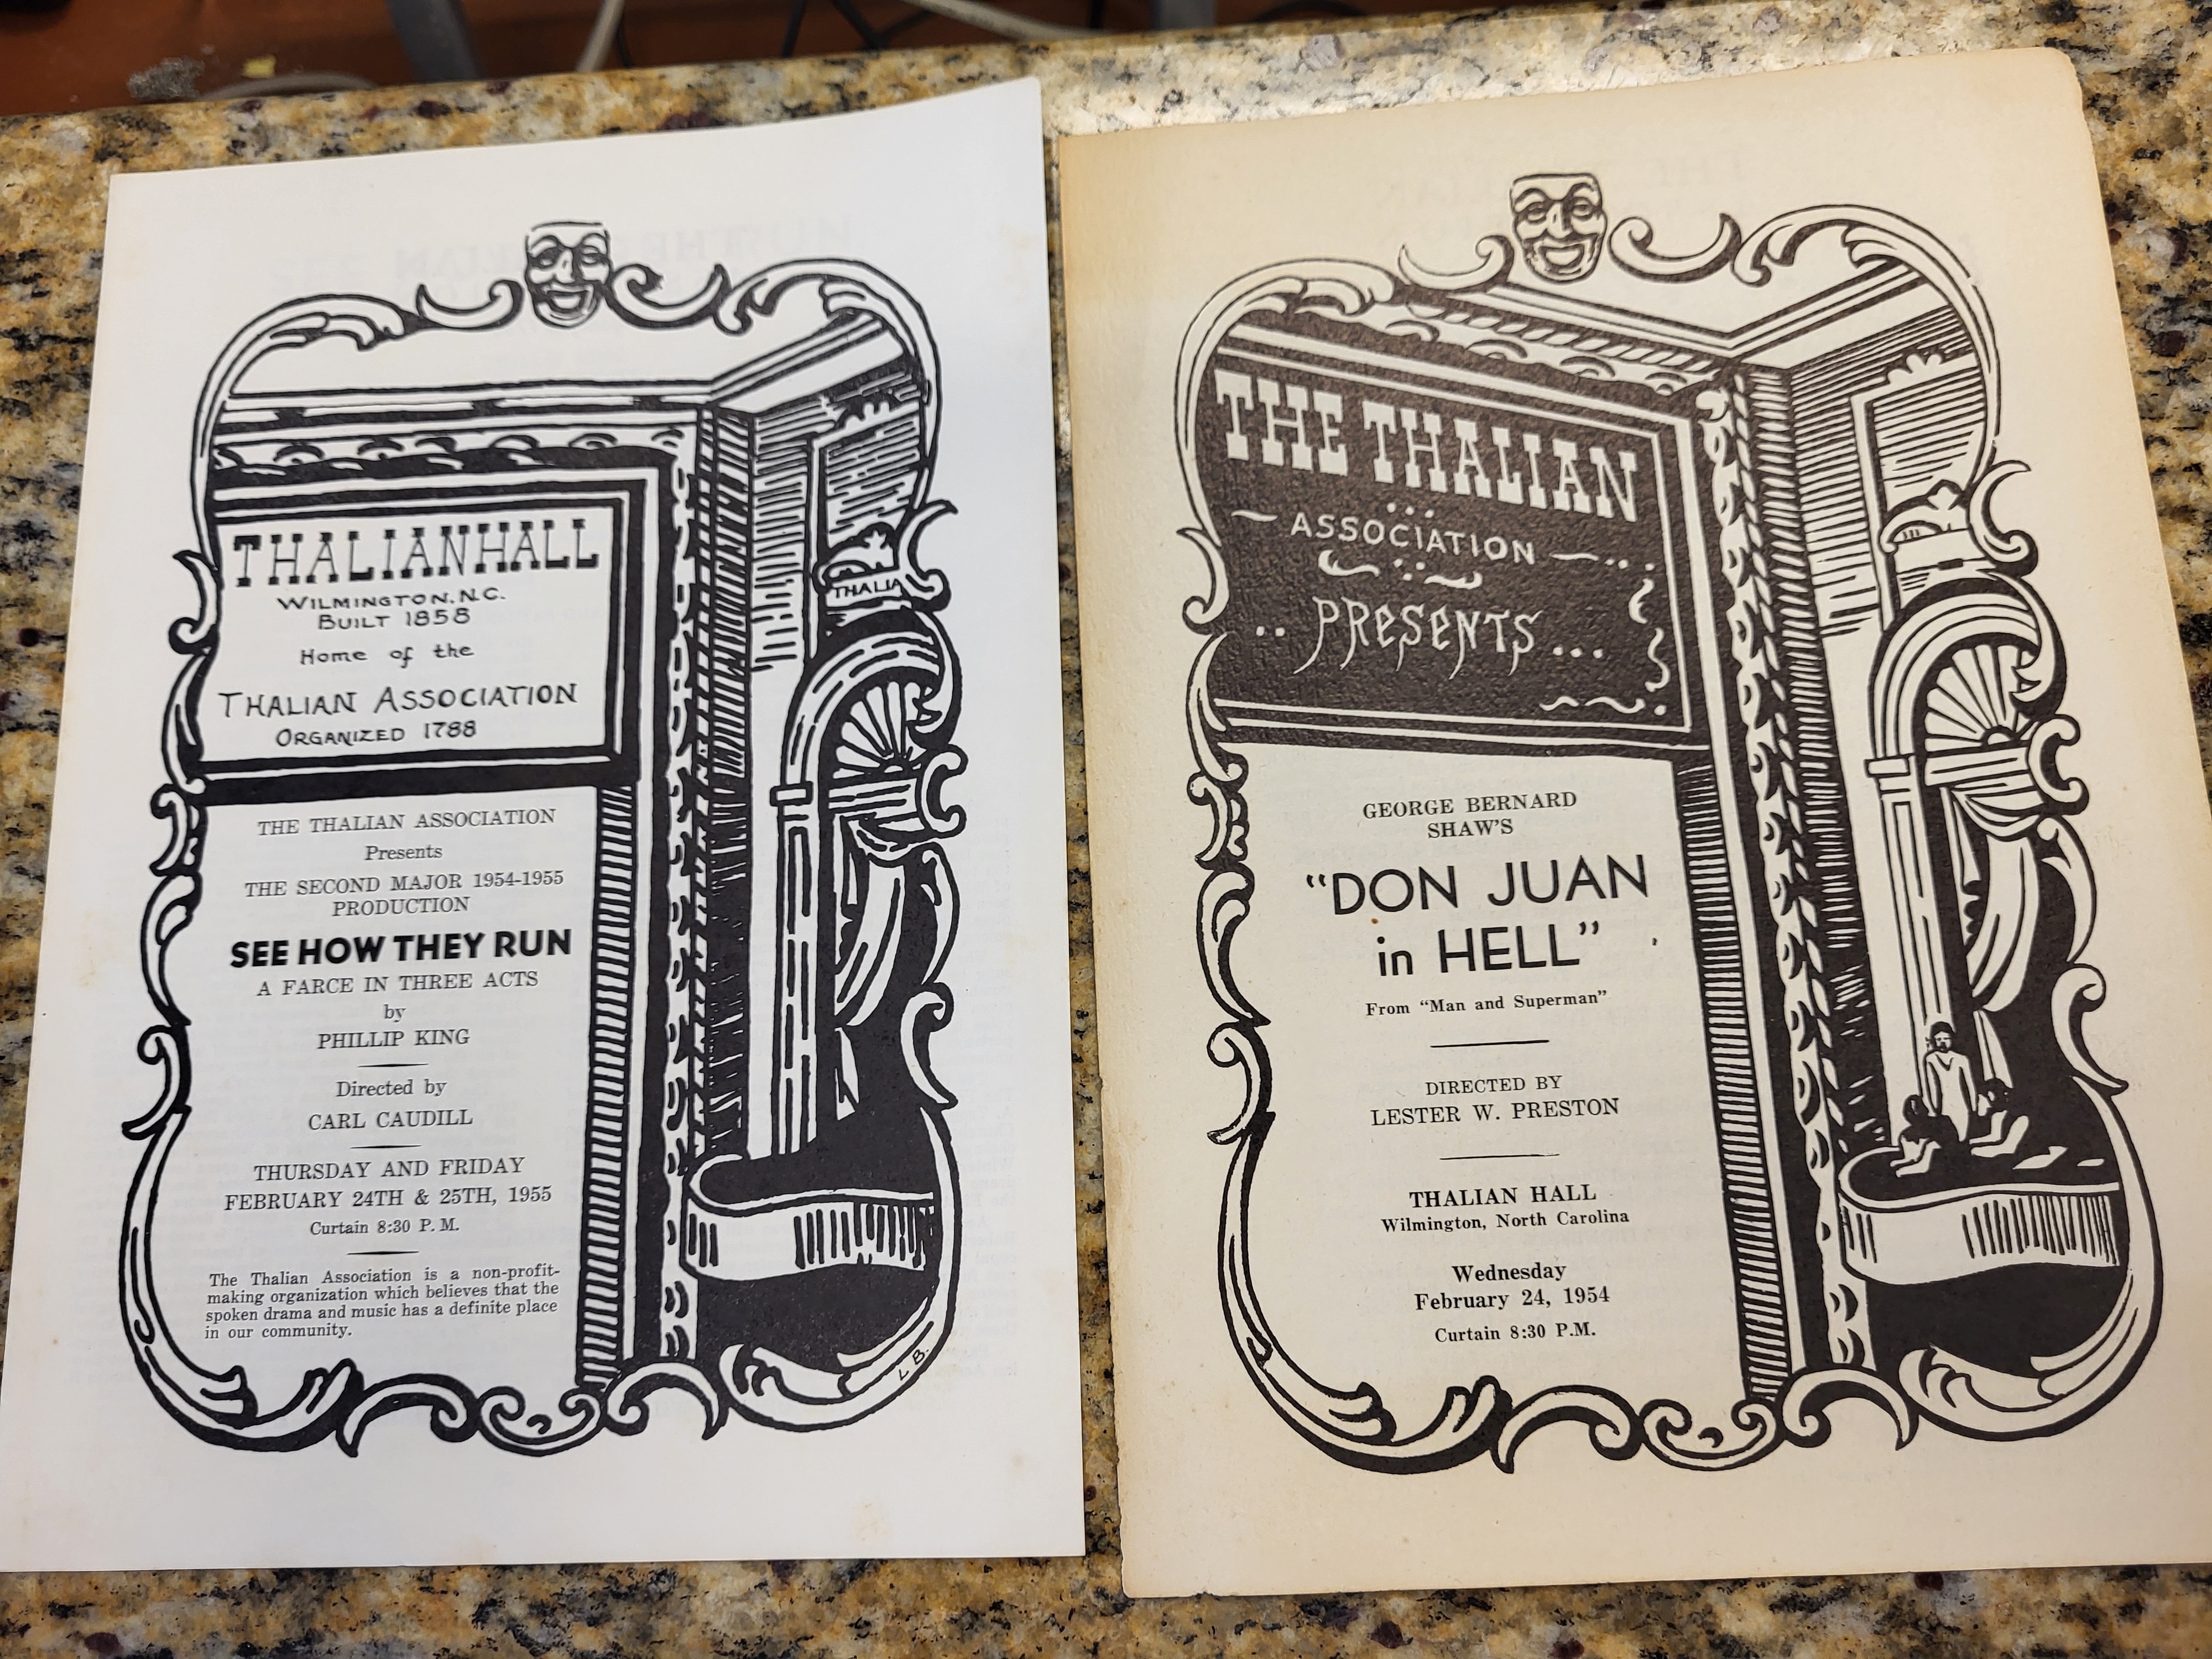 THALIAN HALL
WILMINGTON, N.C.
BUILT 1858
Home of the
THALIAN ASSOCIATION
ORGANIZED 1788
THALIA
THE THALIAN ASSOCIATION
Presents
THE SECOND MAJOR 1954-1955
PRODUCTION
SEE HOW THEY RUN
A FARCE IN THREE ACTS
by
PHILLIP KING
Directed by
CARL CAUDILL
THURSDAY AND FRIDAY
FEBRUARY 24TH & 25TH, 1955
Curtain 8:30 P. M.
The Thalian Association is a non-profit-
making organization which believes that the
spoken drama and music has a definite place
in our community.
L. B.
THE THALIAN
ASSOCIATION
PRESENTS
GEORGE BERNARD
SHAW'S
"DON JUAN
in HELL"
From "Man and Superman"
DIRECTED BY
LESTER W. PRESTON
THALIAN HALL
Wilmington, North Carolina
Wednesday
February 24, 1954
Curtain 8:30 P.M.